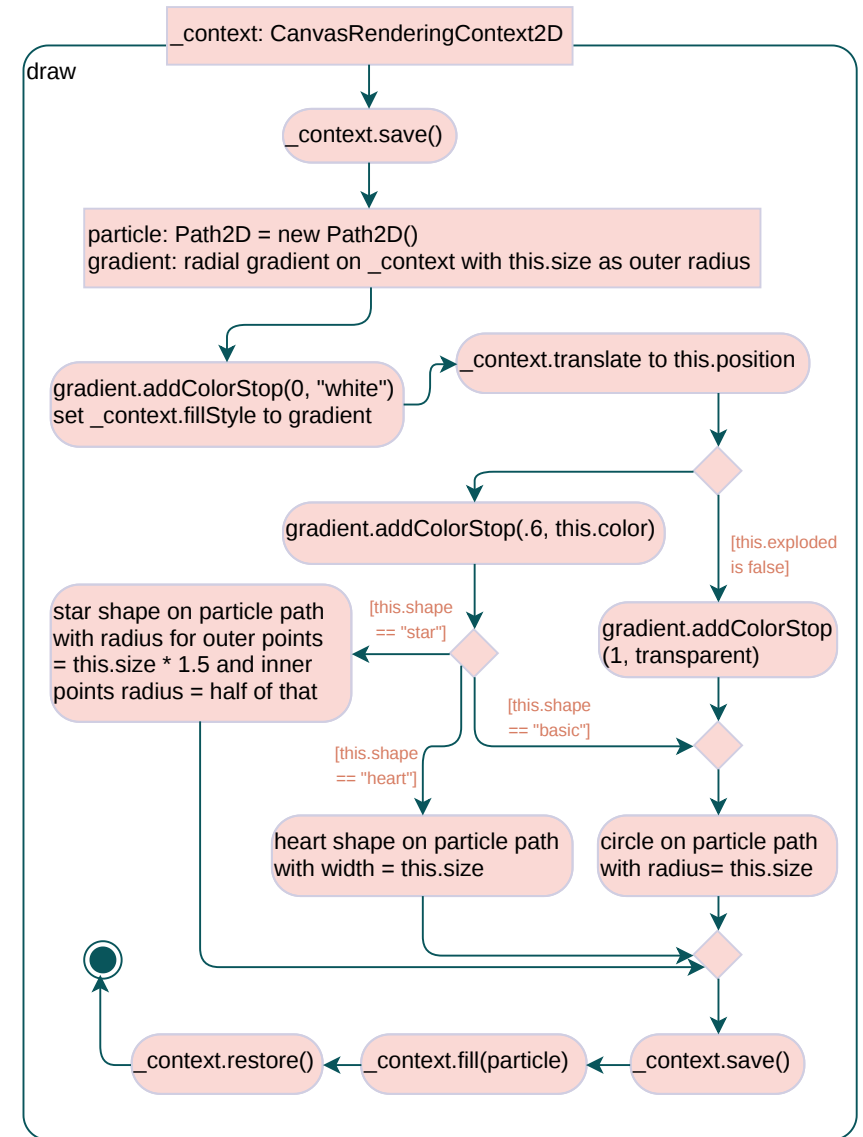 _context: CanvasRenderingContext2D
draw
_context.save()
particle: Path2D = new Path2D()
gradient: radial gradient on _context with this.size as outer radius
_context.translate to this.position
gradient.addColorStop(0, "white")
set _context.fillStyle to gradient
gradient.addColorStop(.6, this.color)
[this.exploded
is false]
[this.shape
== "star"]
star shape on particle path
with radius for outer points
= this.size * 1.5 and inner
points radius = half of that
gradient.addColorStop
(1, transparent)
[this.shape
== "basic"]
[this.shape
== "heart"]
heart shape on particle path
with width = this.size
circle on particle path
with radius= this.size
_context.restore()
_context.fill(particle)
_context.save()